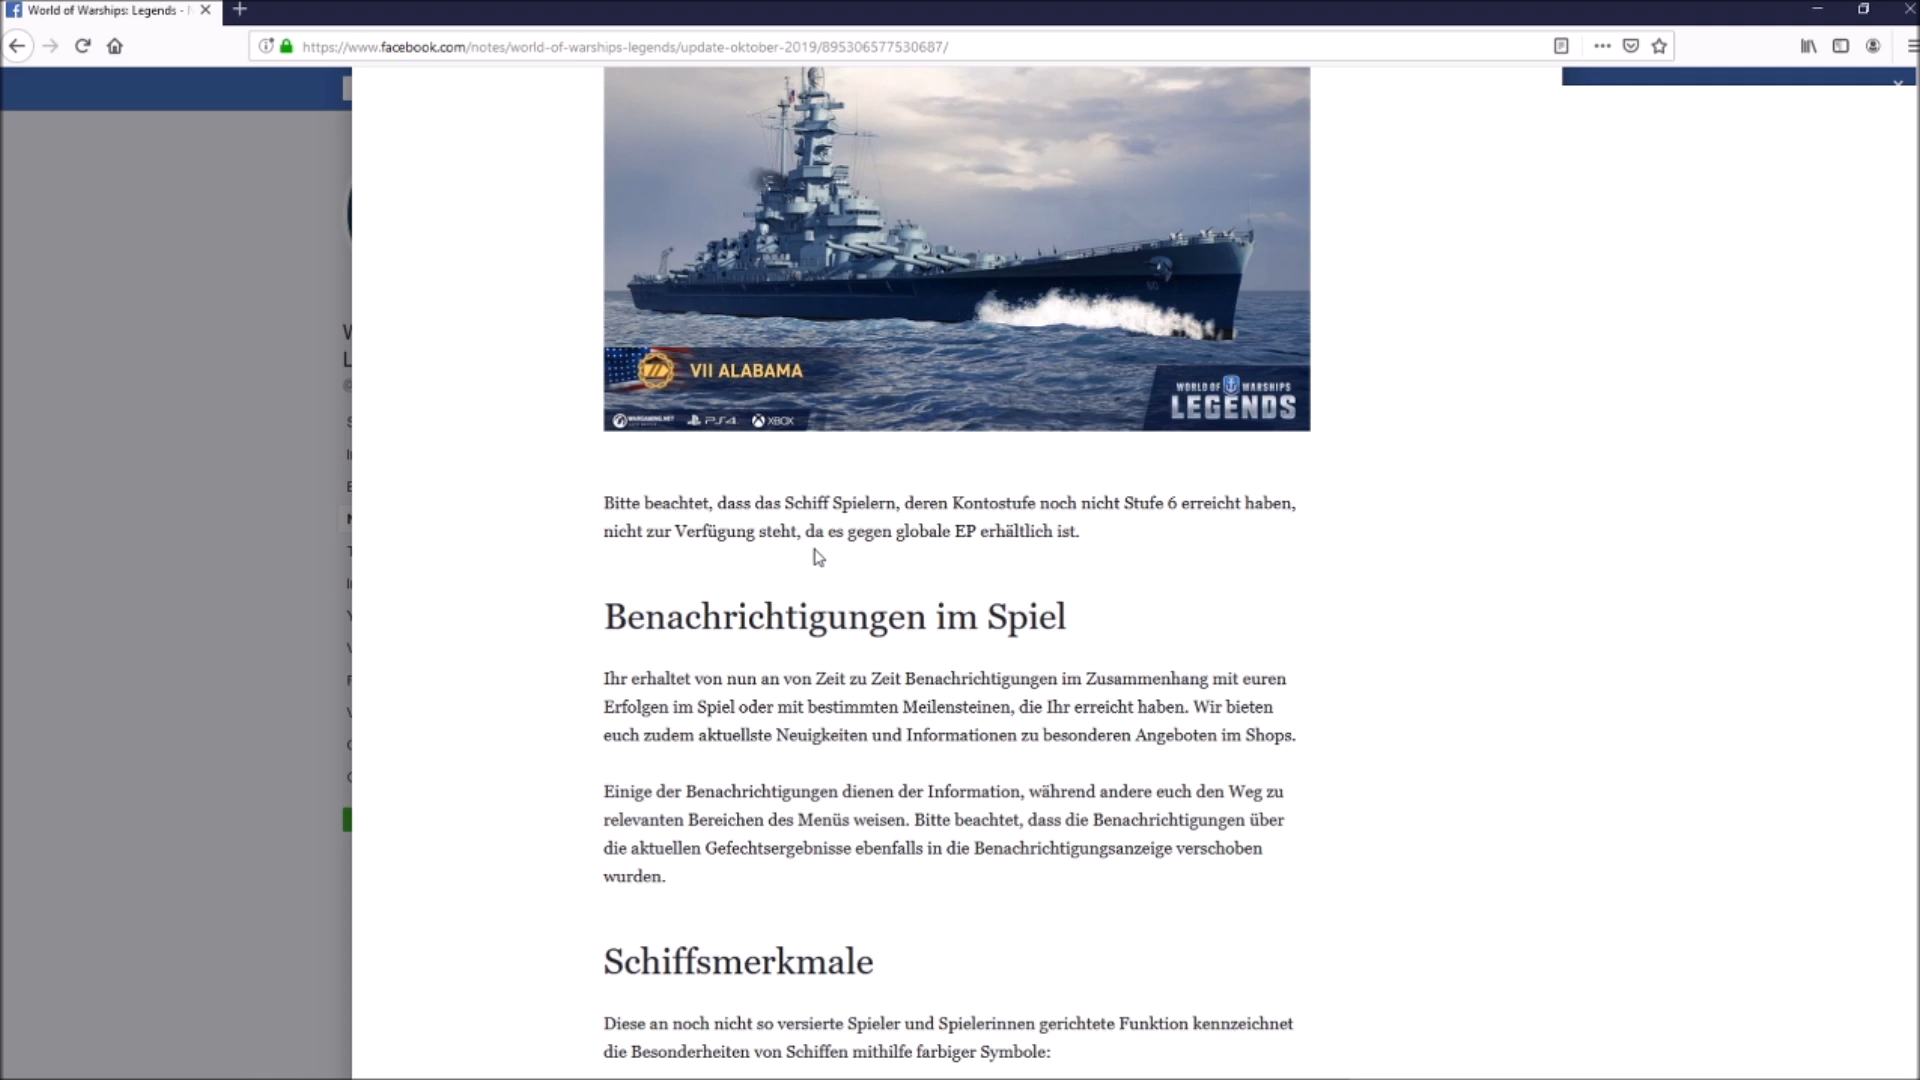 World of Warships: Legends -
https://www.facebook.com/notes/world-of-warships-legends/update-oktober-2019/895306577530687/
60
VII ALABAMA
WORLD OF WARSHIPS
LEGENDS
WARGAMING.NET
PS4
XBOX
Bitte beachtet, dass das Schiff Spielern, deren Kontostufe noch nicht Stufe 6 erreicht haben,
nicht zur Verfügung steht, da es gegen globale EP erhältlich ist.
Benachrichtigungen im Spiel
Ihr erhaltet von nun an von Zeit zu Zeit Benachrichtigungen im Zusammenhang mit euren
Erfolgen im Spiel oder mit bestimmten Meilensteinen, die Ihr erreicht haben. Wir bieten
euch zudem aktuellste Neuigkeiten und Informationen zu besonderen Angeboten im Shops.
Einige der Benachrichtigungen dienen der Information, während andere euch den Weg zu
relevanten Bereichen des Menüs weisen. Bitte beachtet, dass die Benachrichtigungen über
die aktuellen Gefechtsergebnisse ebenfalls in die Benachrichtigungsanzeige verschoben
wurden.
Schiffsmerkmale
Diese an noch nicht so versierte Spieler und Spielerinnen gerichtete Funktion kennzeichnet
die Besonderheiten von Schiffen mithilfe farbiger Symbole: